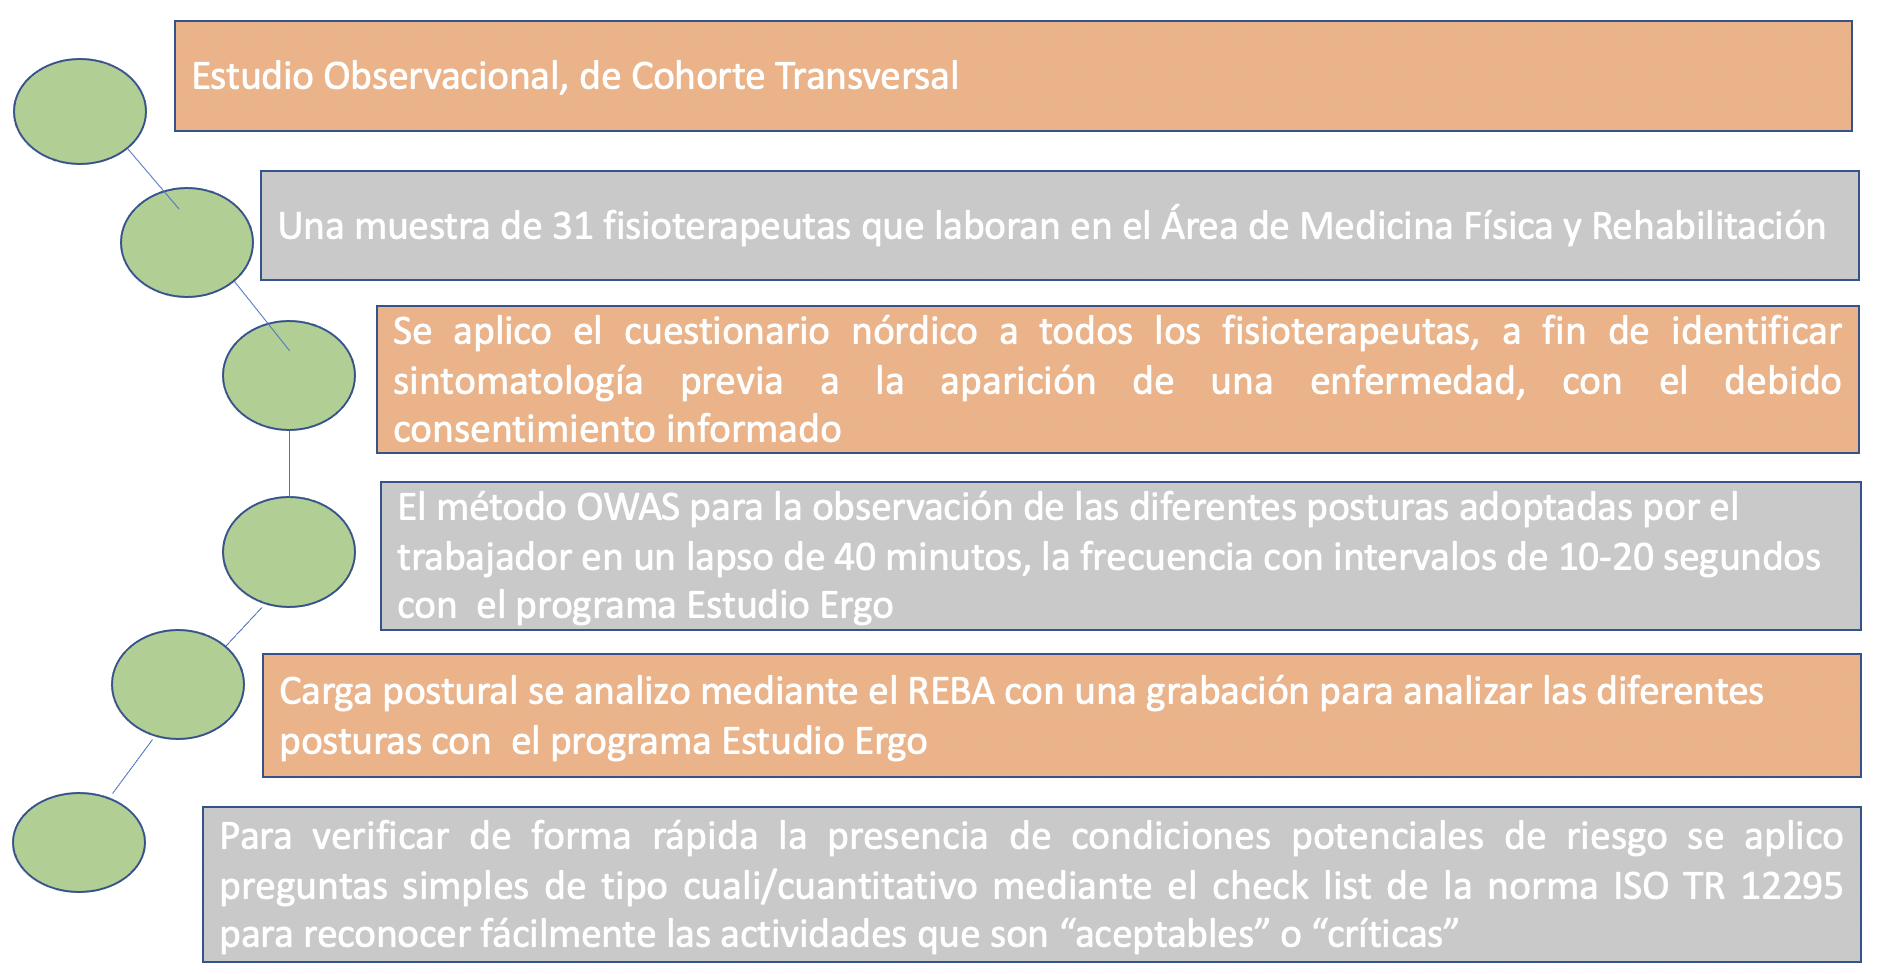 Estudio Observacional, de Cohorte Transversal
Una muestra de 31 fisioterapeutas que laboran en el Área de Medicina Física y Rehabilitación
Se aplico el cuestionario nórdico a todos los fisioterapeutas, a fin de identificar
sintomatología previa a la aparición de una enfermedad, con el debido
consentimiento informado
El método OWAS para la observación de las diferentes posturas adoptadas por el
trabajador en un lapso de 40 minutos, la frecuencia con intervalos de 10-20 segundos
con  el programa Estudio Ergo
Carga postural se analizo mediante el REBA con una grabación para analizar las diferentes
posturas con  el programa Estudio Ergo
Para verificar de forma rápida la presencia de condiciones potenciales de riesgo se aplico
preguntas simples de tipo cuali/cuantitativo mediante el check list de la norma ISO TR 12295
para reconocer fácilmente las actividades que son “aceptables” o “críticas”